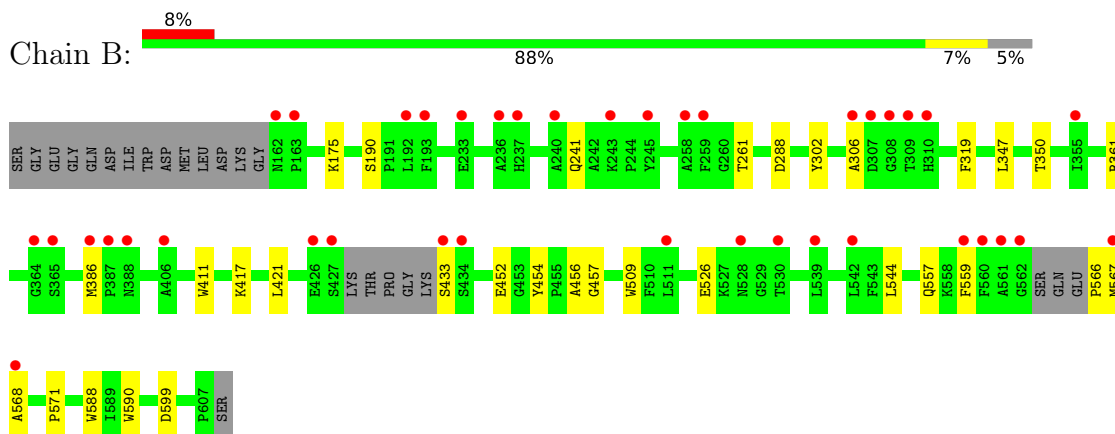 8%
Chain B:
88% 7% 5%
SER GLY GLU GLY GLN ILE TRP ASP MET LEU ASP LYS GLY N162 P163 K175 S190 P191 L192 F193 E233 A236 H237 A240 Q241 A242 K243 P244 Y245 A258 F259 G260 T261 D288 Y302 A306 D307 G308 T309 H310 F319 L347 T350 I355
G364 S365 M386 P387 N388 A406 W411 K417 L421 E426 S427 LYS THR PRO GLY LYS S433 S434 E452 G453 Y454 P455 A456 G457 W509 F510 L511 E526 K527 N528 G529 T530 L539 L542 F543 L544 Q557 K558 F559 F560 A561 G562 SER GLN GLU P566
A568 P571 W588 I589 W590 D599 P607 SER